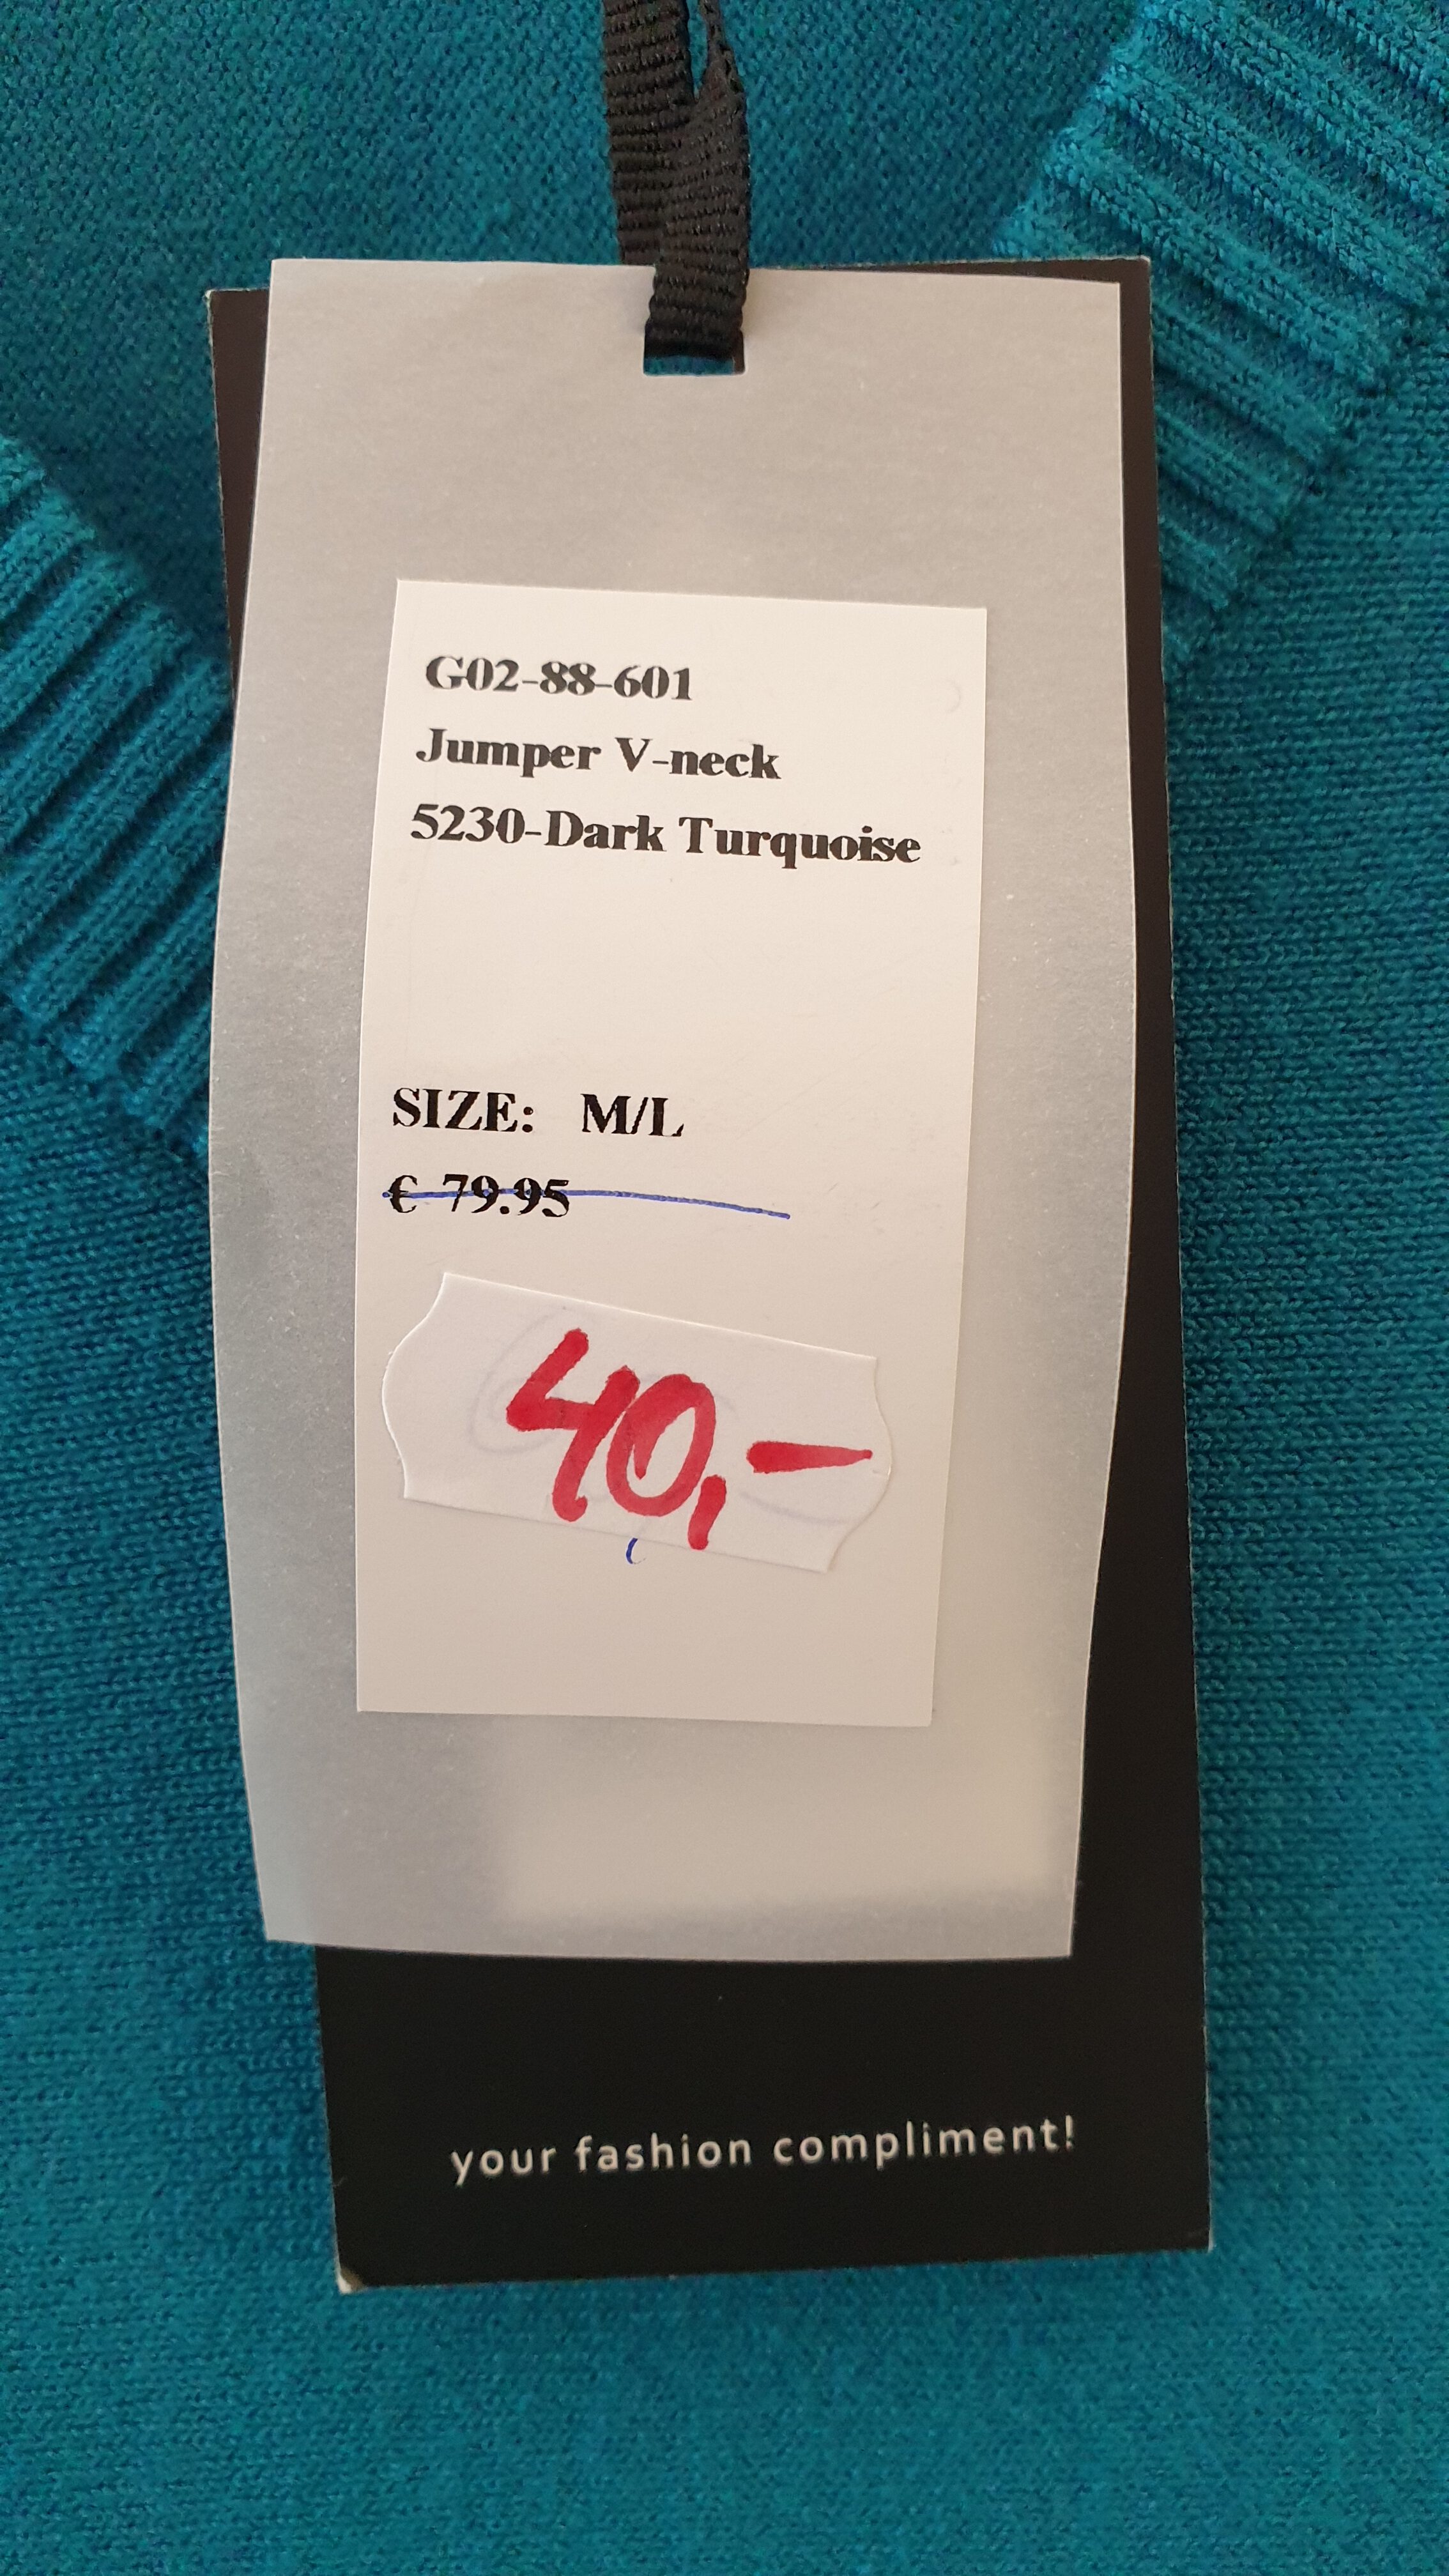 G02-88-601
Jumper V-neck
5230-Dark Turquoise
SIZE: M/L
€ 79.95
40,-
your fashion compliment!